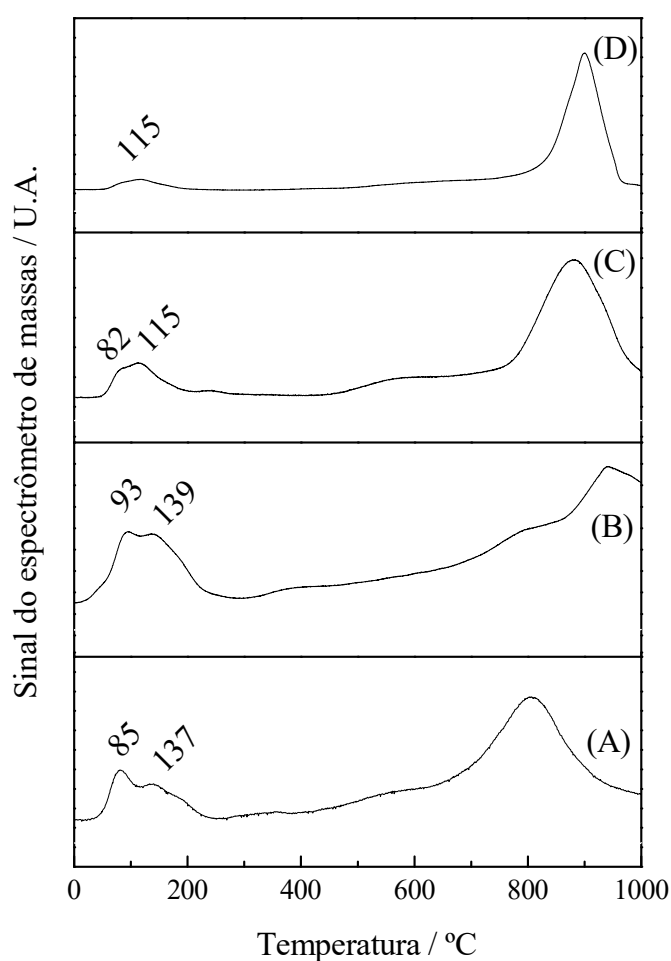 (D)
115
(C)
82 115
(B)
93 139
(A)
85 137
0 200 400 600 800 1000
Temperatura / ºC
Sinal do espectrômetro de massas / U.A.